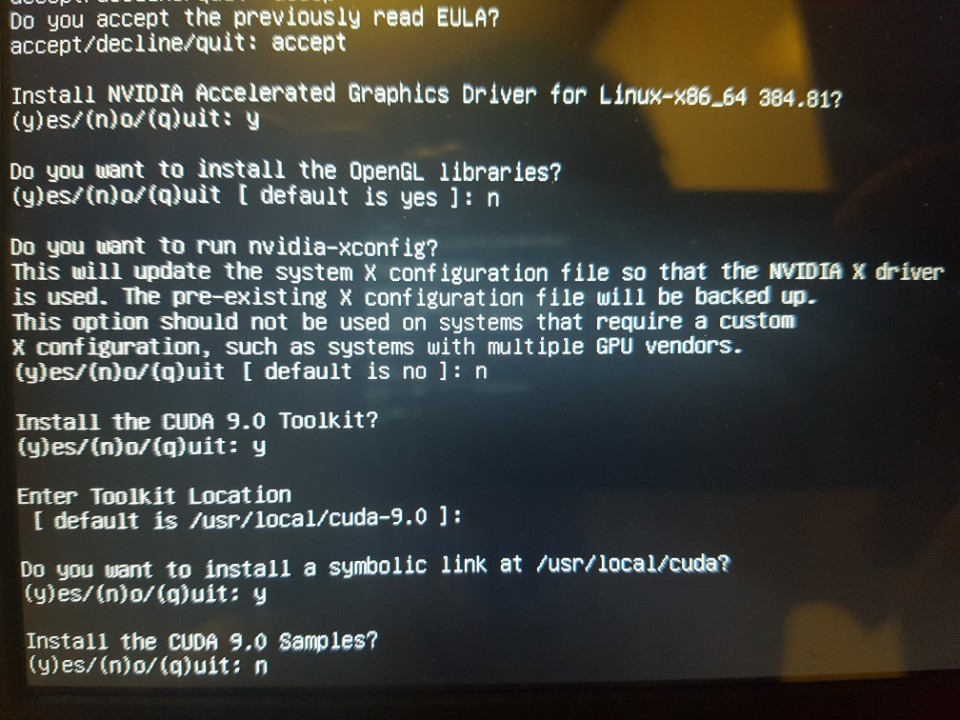 Do you accept the previously read EULA?
accept/decline/quit: accept
Install NVIDIA Accelerated Graphics Driver for Linux-x86_64 384.81?
(y)es/(n)o/(q)uit: y
Do you want to install the OpenGL libraries?
(y)es/(n)o/(q)uit [ default is yes ]: n
Do you want to run nvidia-xconfig?
This will update the system X configuration file so that the NVIDIA X driver
is used. The pre-existing X configuration file will be backed up.
This option should not be used on systems that require a custom
X configuration, such as systems with multiple GPU vendors.
(y)es/(n)o/(q)uit [ default is no ]: n
Install the CUDA 9.0 Toolkit?
(y)es/(n)o/(q)uit: y
Enter Toolkit Location
[ default is /usr/local/cuda-9.0 ]:
Do you want to install a symbolic link at /usr/local/cuda?
(y)es/(n)o/(q)uit: y
Install the CUDA 9.0 Samples?
(y)es/(n)o/(q)uit: n